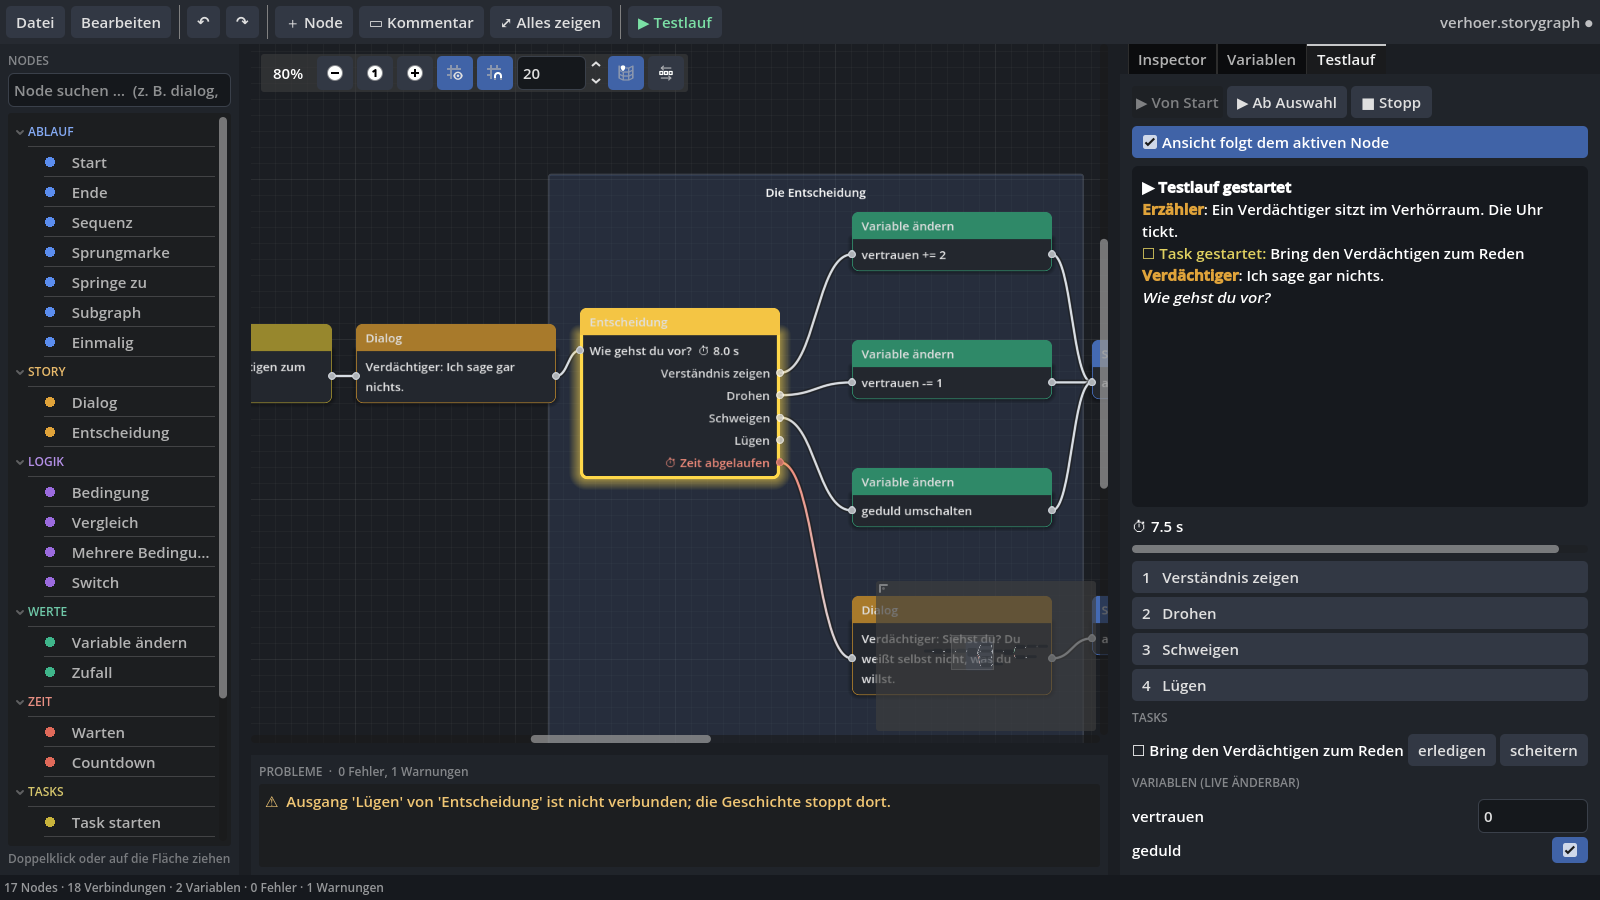 Datei
Bearbeiten
↶
↷
+ Node
▭ Kommentar
⤢ Alles zeigen
▶ Testlauf
verhoer.storygraph ●
NODES
Node suchen ... (z. B. dialog,
ABLAUF
Start
Ende
Sequenz
Sprungmarke
Springe zu
Subgraph
Einmalig
STORY
Dialog
Entscheidung
LOGIK
Bedingung
Vergleich
Mehrere Bedingu...
Switch
WERTE
Variable ändern
Zufall
ZEIT
Warten
Countdown
TASKS
Task starten
Doppelklick oder auf die Fläche ziehen
80%
1
20
Die Entscheidung
igen zum
Dialog
Verdächtiger: Ich sage gar
nichts.
Entscheidung
Wie gehst du vor? ⏱ 8.0 s
Verständnis zeigen
Drohen
Schweigen
Lügen
⏱ Zeit abgelaufen
Variable ändern
vertrauen += 2
Variable ändern
vertrauen -= 1
Variable ändern
geduld umschalten
Dialog
Verdächtiger: Siehst du? Du
weißt selbst nicht, was du
willst.
S
a
S
a
PROBLEME · 0 Fehler, 1 Warnungen
⚠ Ausgang 'Lügen' von 'Entscheidung' ist nicht verbunden; die Geschichte stoppt dort.
Inspector
Variablen
Testlauf
▶ Von Start
▶ Ab Auswahl
■ Stopp
Ansicht folgt dem aktiven Node
▶ Testlauf gestartet
Erzähler: Ein Verdächtiger sitzt im Verhörraum. Die Uhr
tickt.
☐ Task gestartet: Bring den Verdächtigen zum Reden
Verdächtiger: Ich sage gar nichts.
Wie gehst du vor?
⏱ 7.5 s
1 Verständnis zeigen
2 Drohen
3 Schweigen
4 Lügen
TASKS
☐ Bring den Verdächtigen zum Reden
erledigen
scheitern
VARIABLEN (LIVE ÄNDERBAR)
vertrauen
0
geduld
17 Nodes · 18 Verbindungen · 2 Variablen · 0 Fehler · 1 Warnungen